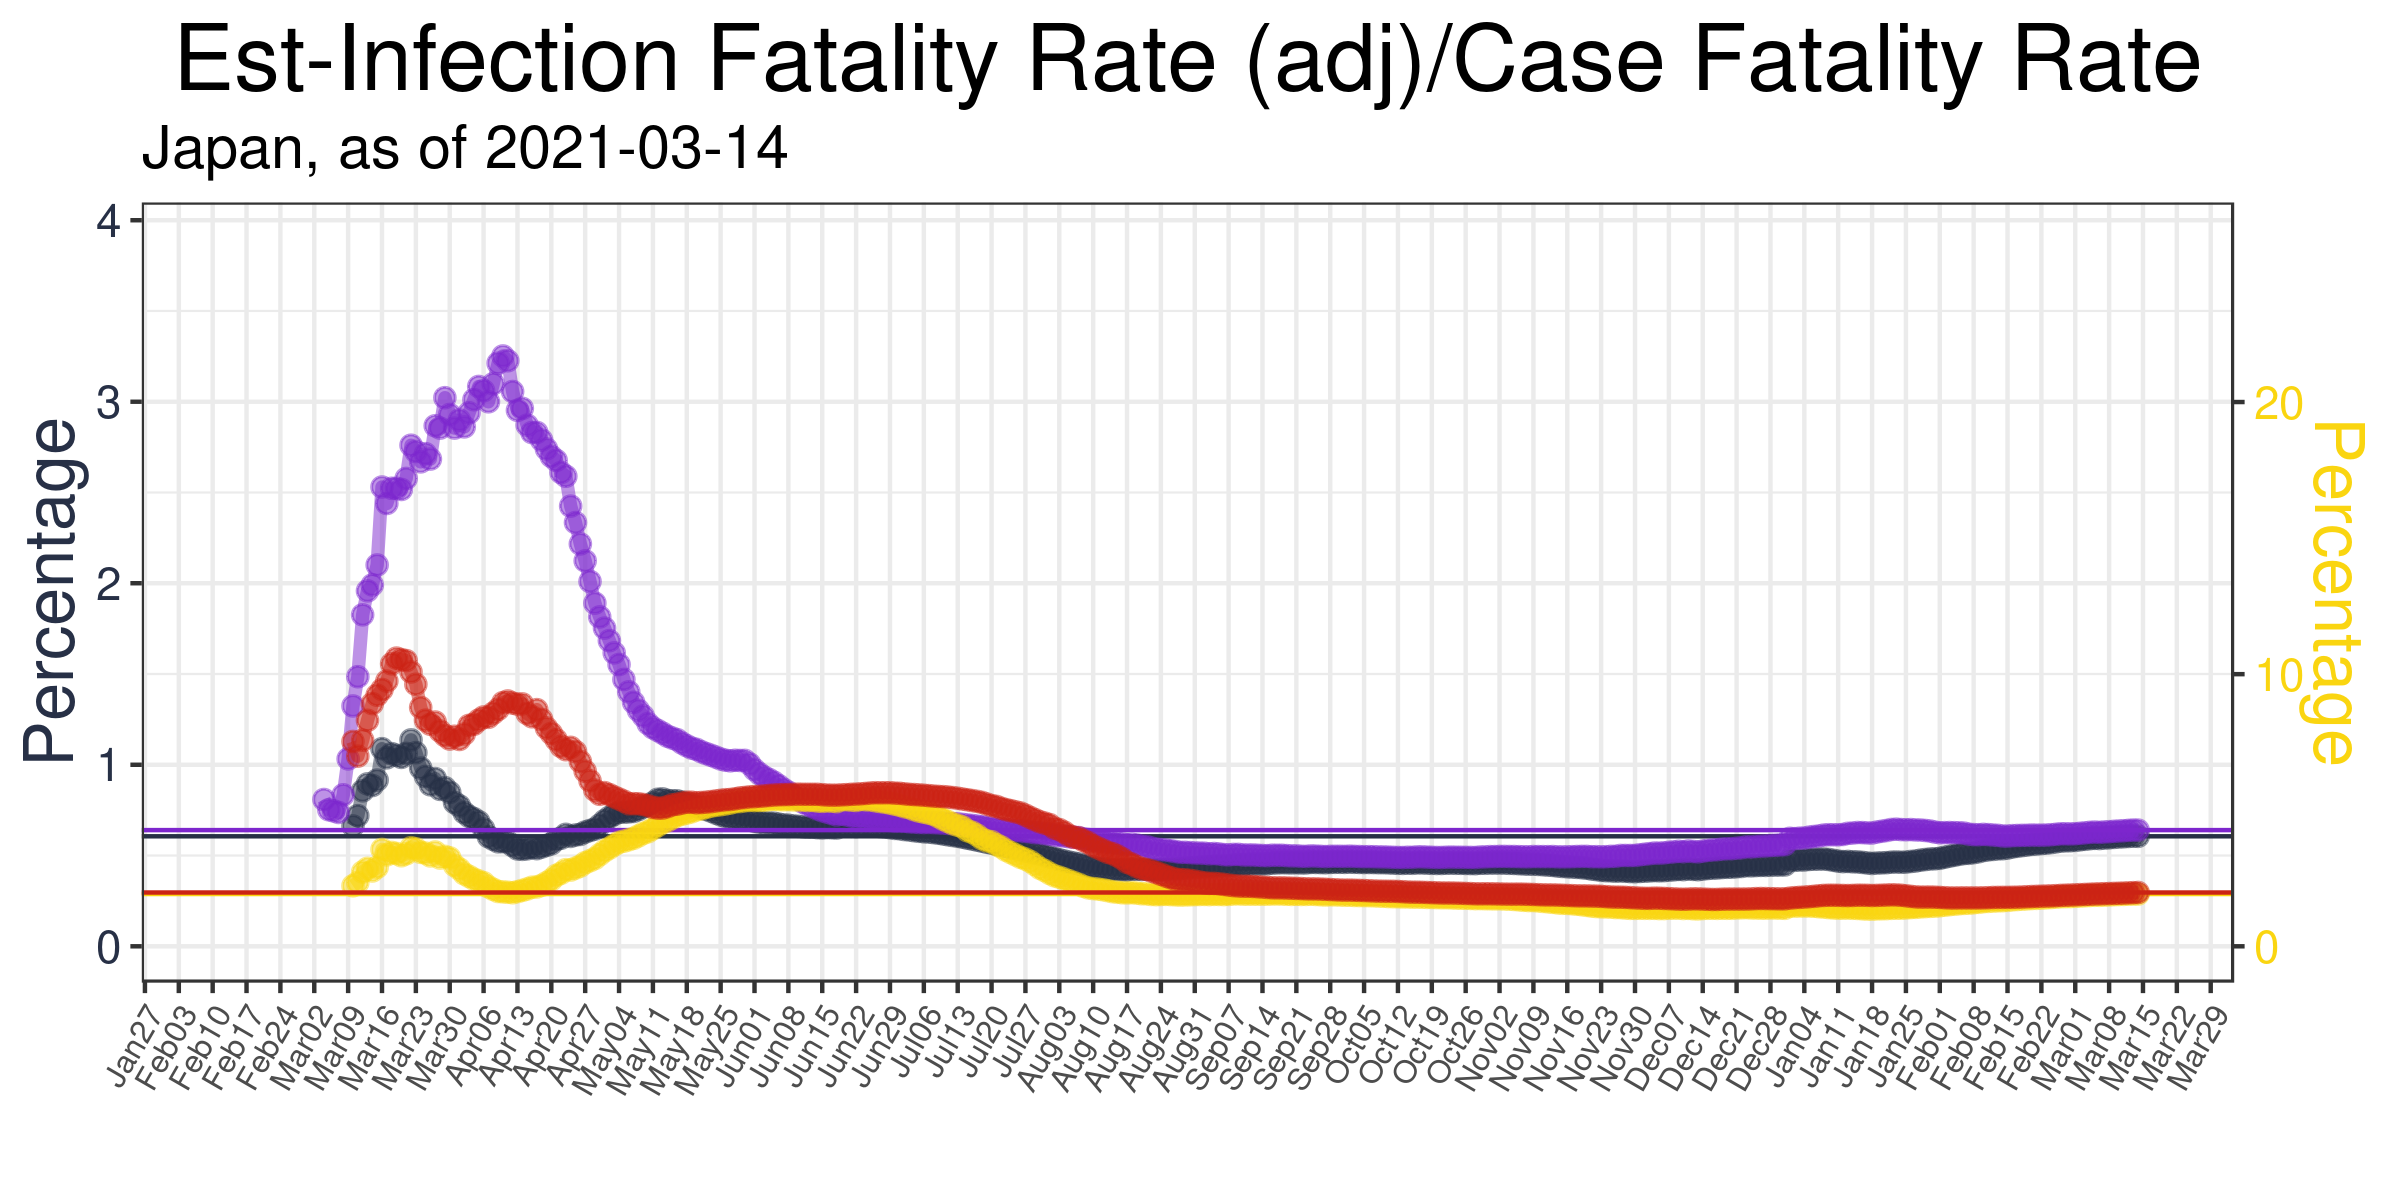 Est-Infection Fatality Rate (adj)/Case Fatality Rate
Japan, as of 2021-03-14
Percentage
4
3
2
1
0
20
10
0
Percentage
Jan27 Feb03 Feb10 Feb17 Feb24 Mar02 Mar09 Mar16 Mar23 Mar30 Apr06 Apr13 Apr20 Apr27 May04 May11 May18 May25 Jun01 Jun08 Jun15 Jun22 Jun29 Jul06 Jul13 Jul20 Jul27 Aug03 Aug10 Aug17 Aug24 Aug31 Sep07 Sep14 Sep21 Sep28 Oct05 Oct12 Oct19 Oct26 Nov02 Nov09 Nov16 Nov23 Nov30 Dec07 Dec14 Dec21 Dec28 Jan04 Jan11 Jan18 Jan25 Feb01 Feb08 Feb15 Feb22 Mar01 Mar08 Mar15 Mar22 Mar29